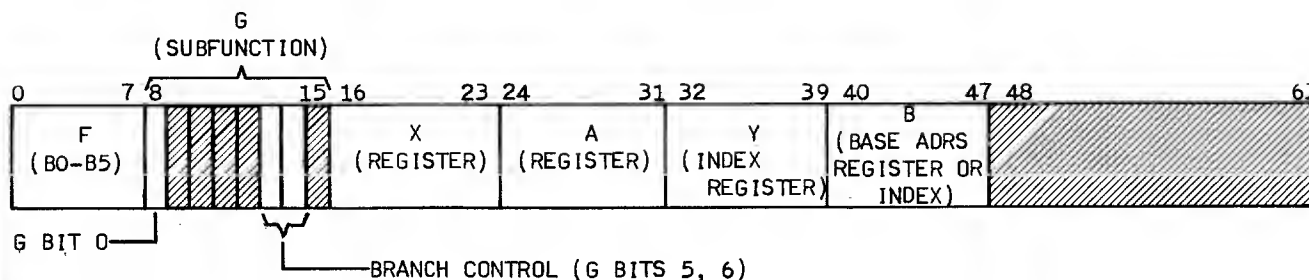 G
(SUBFUNCTION)
0 7 8 15 16 23 24 31 32 39 40 47 48 63
F
(B0-B5)
X
(REGISTER)
A
(REGISTER)
Y
(INDEX
REGISTER)
B
(BASE ADRS
REGISTER OR
INDEX)
G BIT 0
BRANCH CONTROL (G BITS 5, 6)